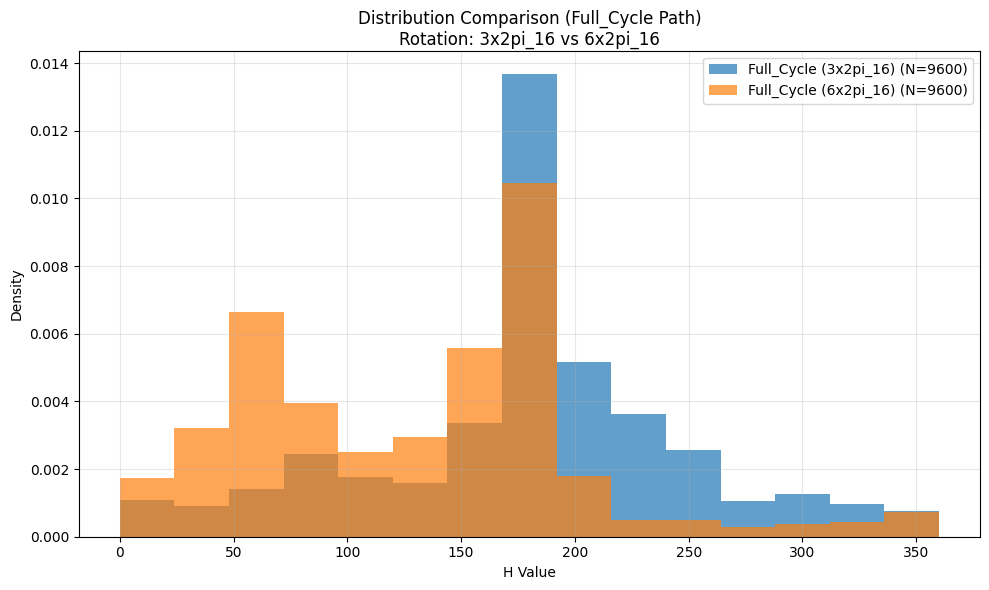 Distribution Comparison (Full_Cycle Path)
Rotation: 3x2pi_16 vs 6x2pi_16
Full_Cycle (3x2pi_16) (N=9600)
Full_Cycle (6x2pi_16) (N=9600)
Density
0.014
0.012
0.010
0.008
0.006
0.004
0.002
0.000
0 50 100 150 200 250 300 350
H Value